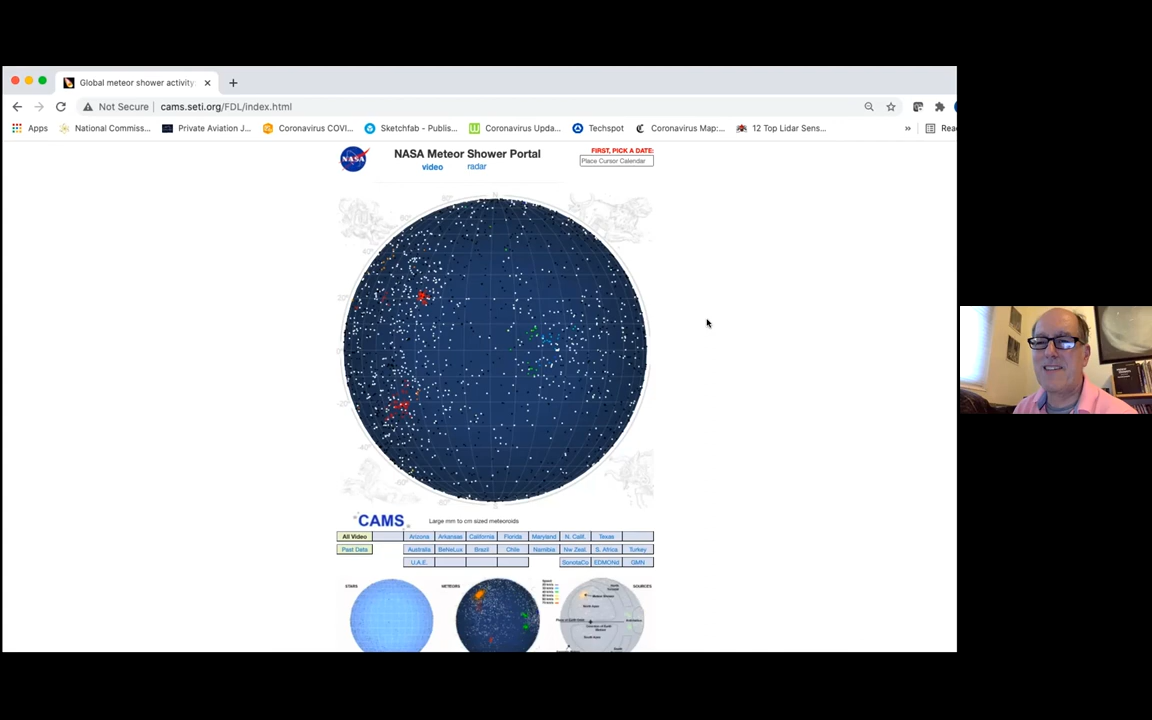 Global meteor shower activity
Not Secure | cams.seti.org/FDL/index.html
Apps National Commiss... Private Aviation J... Coronavirus COVI... Sketchfab - Publis... Coronavirus Upda... Techspot Coronavirus Map:... 12 Top Lidar Sens... » Rea
NASA
NASA Meteor Shower Portal
video radar
FIRST, PICK A DATE:
Place Cursor Calendar
CAMS
Large mm to cm sized meteoroids
All Video Arizona Arkansas California Florida Maryland N. Calif. Texas
Past Data Australia BeNeLux Brazil Chile Namibia Nw Zeal. S. Africa Turkey
U.A.E. SonotaCo EDMONd GMN
STARS METEORS SOURCES